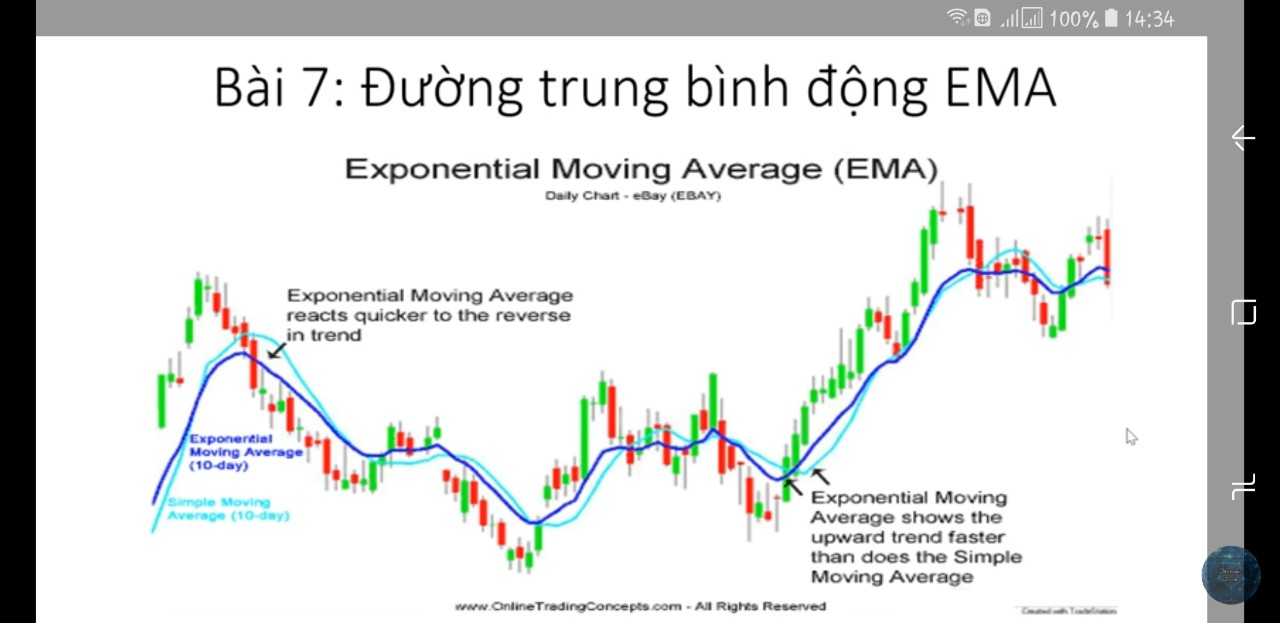 100% 14:34
Bài 7: Đường trung bình động EMA
Exponential Moving Average (EMA)
Daily Chart - eBay (EBAY)
Exponential Moving Average
reacts quicker to the reverse
in trend
Exponential
Moving Average
(10-day)
Simple Moving
Average (10-day)
Exponential Moving
Average shows the
upward trend faster
than does the Simple
Moving Average
www.OnlineTradingConcepts.com - All Rights Reserved
Created with TradeStation